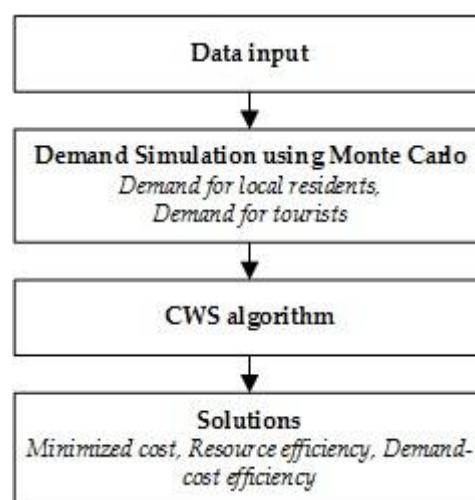 Data input
Demand Simulation using Monte Carlo
Demand for local residents,
Demand for tourists
CWS algorithm
Solutions
Minimized cost, Resource efficiency, Demand-
cost efficiency